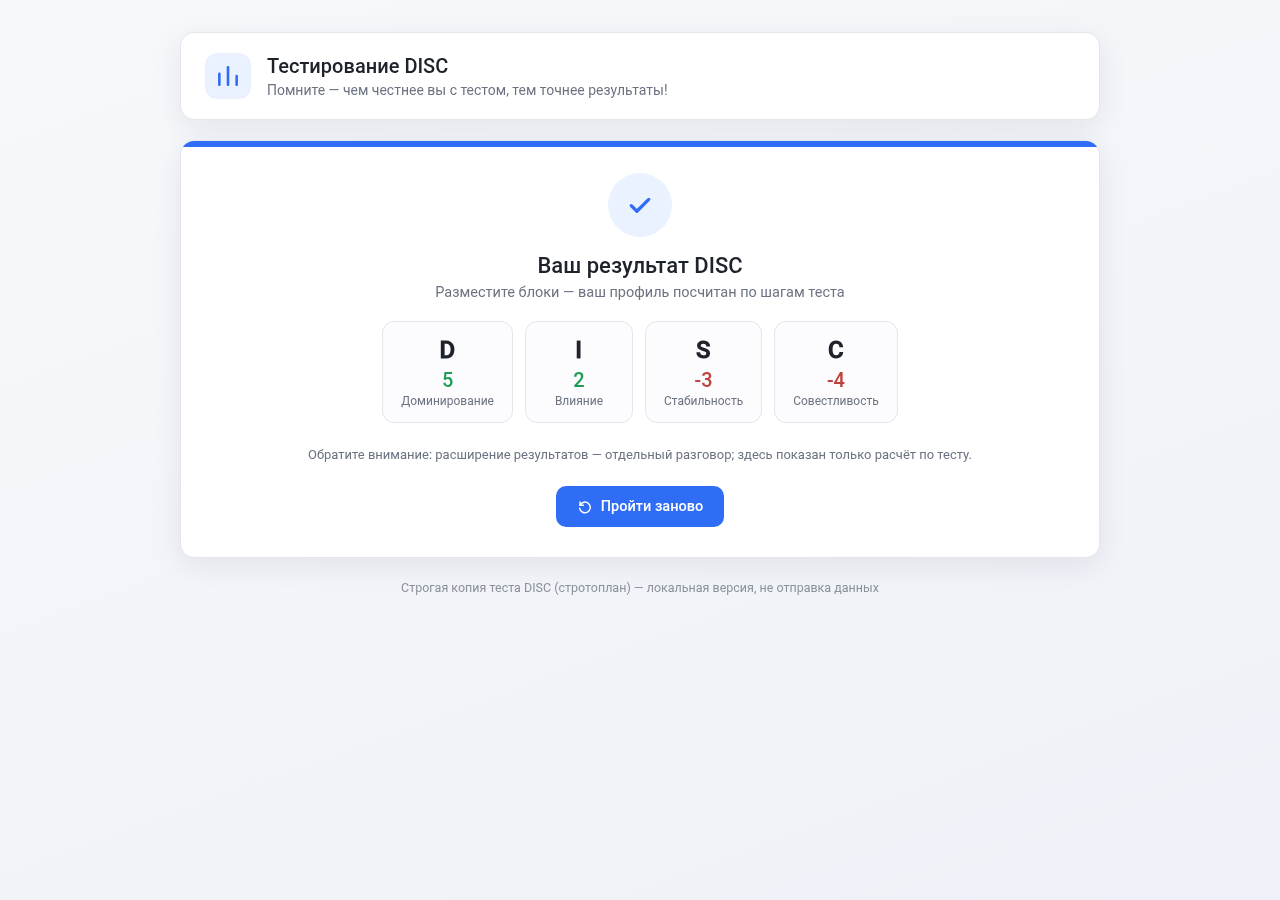 Тестирование DISC
Помните — чем честнее вы с тестом, тем точнее результаты!
Ваш результат DISC
Разместите блоки — ваш профиль посчитан по шагам теста
D
5
Доминирование
I
2
Влияние
S
-3
Стабильность
C
-4
Совестливость
Обратите внимание: расширение результатов — отдельный разговор; здесь показан только расчёт по тесту.
Пройти заново
Строгая копия теста DISC (стротоплан) — локальная версия, не отправка данных